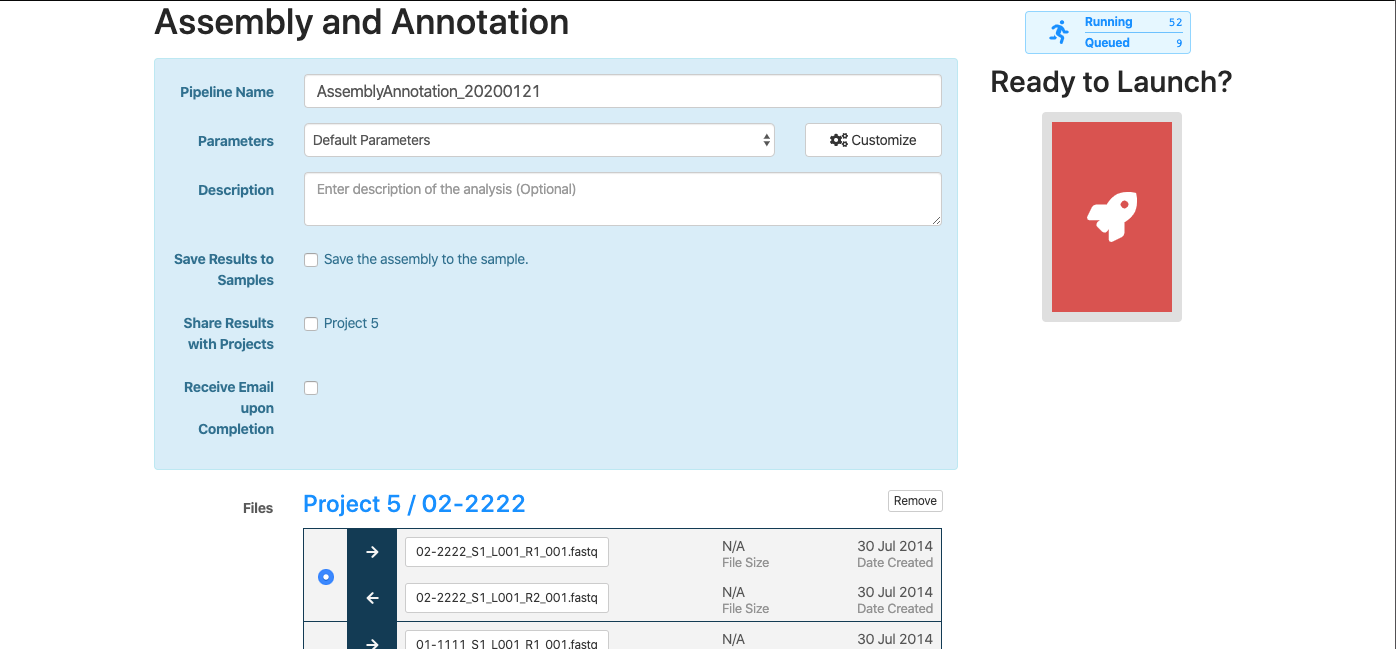 Assembly and Annotation
Running 52
Queued 9
Ready to Launch?
Pipeline Name
AssemblyAnnotation_20200121
Parameters
Default Parameters
Customize
Description
Enter description of the analysis (Optional)
Save Results to
Samples
Save the assembly to the sample.
Share Results
with Projects
Project 5
Receive Email
upon
Completion
Files
Project 5 / 02-2222
Remove
02-2222_S1_L001_R1_001.fastq
N/A
File Size
30 Jul 2014
Date Created
02-2222_S1_L001_R2_001.fastq
N/A
File Size
30 Jul 2014
Date Created
01-1111_S1_L001_R1_001.fastq
N/A
30 Jul 2014